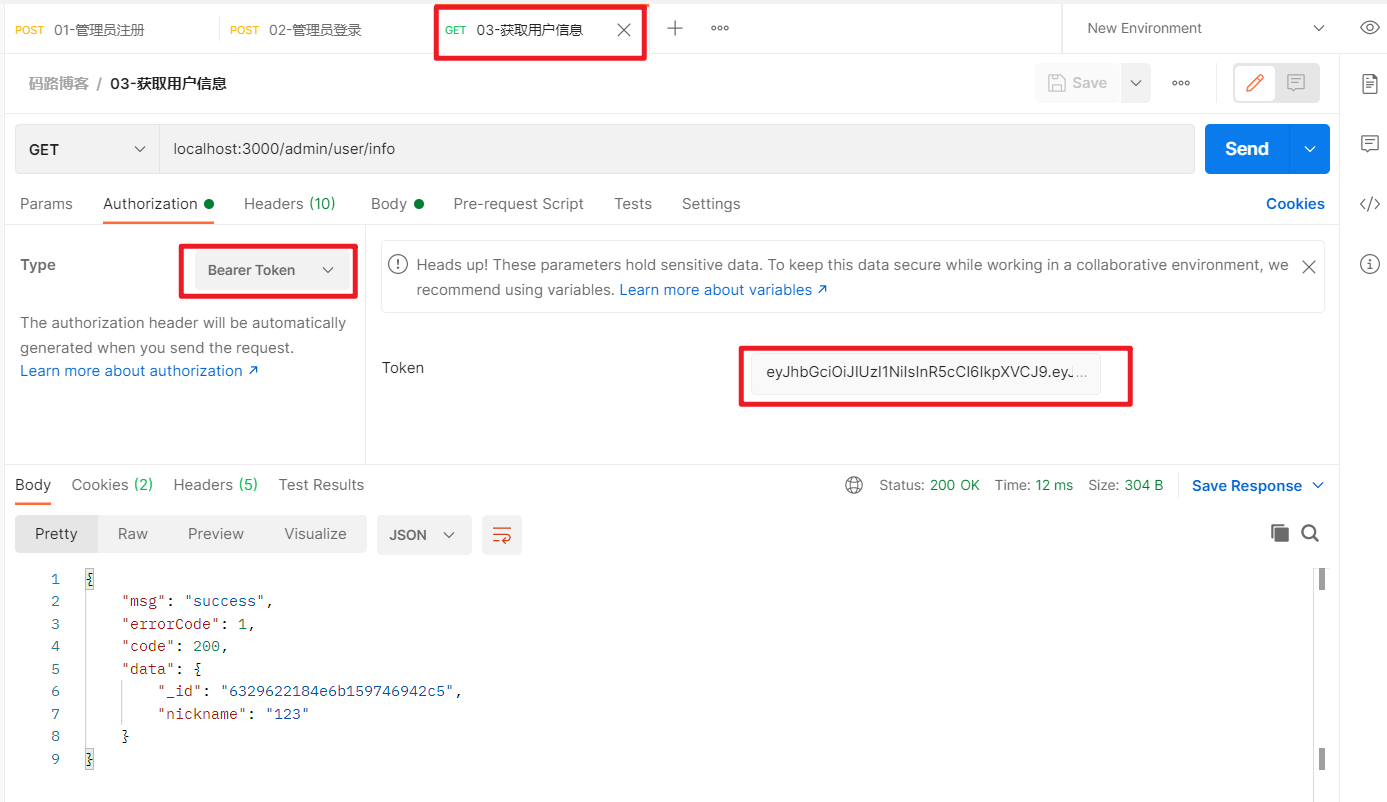 POST 01-管理员注册 POST 02-管理员登录 GET 03-获取用户信息 New Environment
码路博客 / 03-获取用户信息 Save
GET localhost:3000/admin/user/info Send
Params Authorization Headers (10) Body Pre-request Script Tests Settings Cookies
Type Bearer Token
The authorization header will be automatically
generated when you send the request.
Learn more about authorization ↗
Heads up! These parameters hold sensitive data. To keep this data secure while working in a collaborative environment, we
recommend using variables. Learn more about variables ↗
Token eyJhbGciOiJIUzI1NiIsInR5cCI6IkpXVCJ9.eyJ...
Body Cookies (2) Headers (5) Test Results Status: 200 OK Time: 12 ms Size: 304 B Save Response
Pretty Raw Preview Visualize JSON
1 {
2 "msg": "success",
3 "errorCode": 1,
4 "code": 200,
5 "data": {
6 "_id": "6329622184e6b159746942c5",
7 "nickname": "123"
8 }
9 }